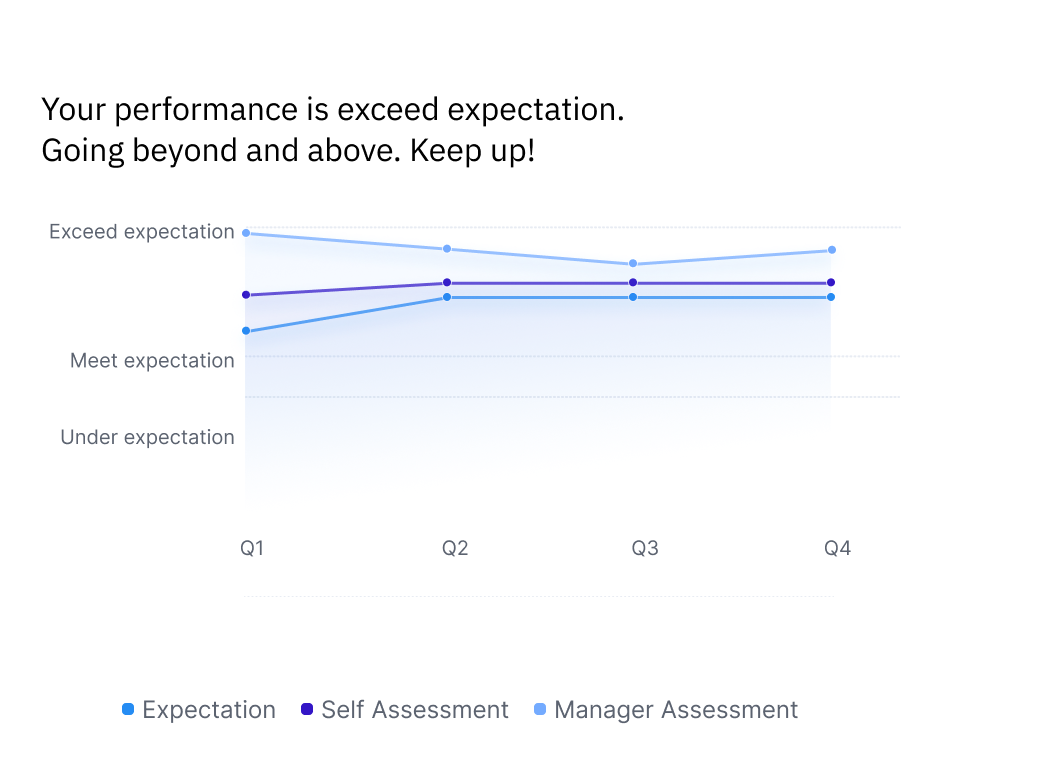 Your performance is exceed expectation.
Going beyond and above. Keep up!
Exceed expectation
Meet expectation
Under expectation
Q1 Q2 Q3 Q4
Expectation Self Assessment Manager Assessment